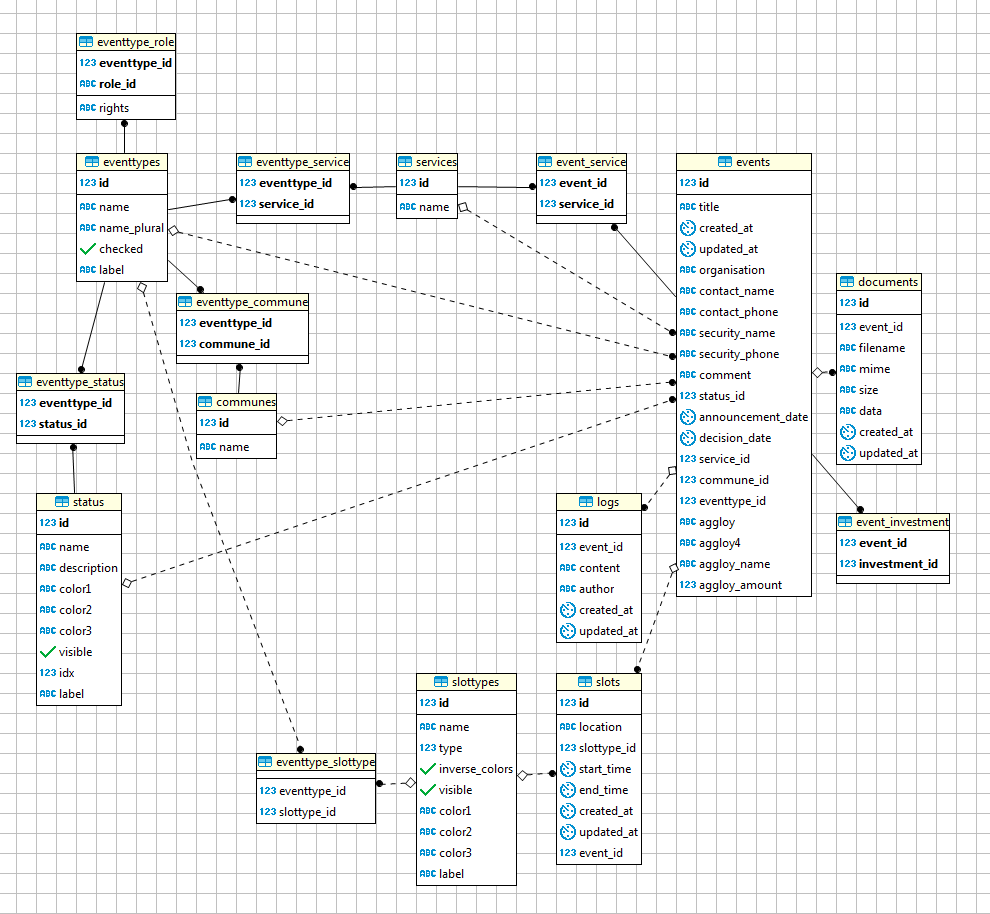 eventtype_role
123 eventtype_id
ABC role_id
ABC rights
eventtypes
123 id
ABC name
ABC name_plural
checked
ABC label
eventtype_service
123 eventtype_id
123 service_id
services
123 id
ABC name
event_service
123 event_id
123 service_id
events
123 id
ABC title
created_at
updated_at
ABC organisation
ABC contact_name
ABC contact_phone
ABC security_name
ABC security_phone
ABC comment
123 status_id
announcement_date
decision_date
123 service_id
123 commune_id
123 eventtype_id
ABC aggloy
ABC aggloy4
ABC aggloy_name
123 aggloy_amount
documents
123 id
123 event_id
ABC filename
ABC mime
ABC size
ABC data
created_at
updated_at
eventtype_commune
123 eventtype_id
123 commune_id
eventtype_status
123 eventtype_id
123 status_id
communes
123 id
ABC name
status
123 id
ABC name
ABC description
ABC color1
ABC color2
ABC color3
visible
123 idx
ABC label
logs
123 id
123 event_id
ABC content
ABC author
created_at
updated_at
event_investment
123 event_id
123 investment_id
slottypes
123 id
ABC name
123 type
inverse_colors
visible
ABC color1
ABC color2
ABC color3
ABC label
slots
123 id
ABC location
123 slottype_id
start_time
end_time
created_at
updated_at
123 event_id
eventtype_slottype
123 eventtype_id
123 slottype_id